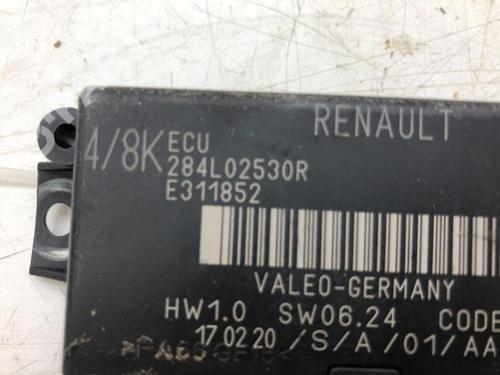 RENAULT
4/8K ECU
284L02530R
E311852
VALEO-GERMANY
HW1.0 SW06.24 CODE
17 02 20 /S/A/01/AA